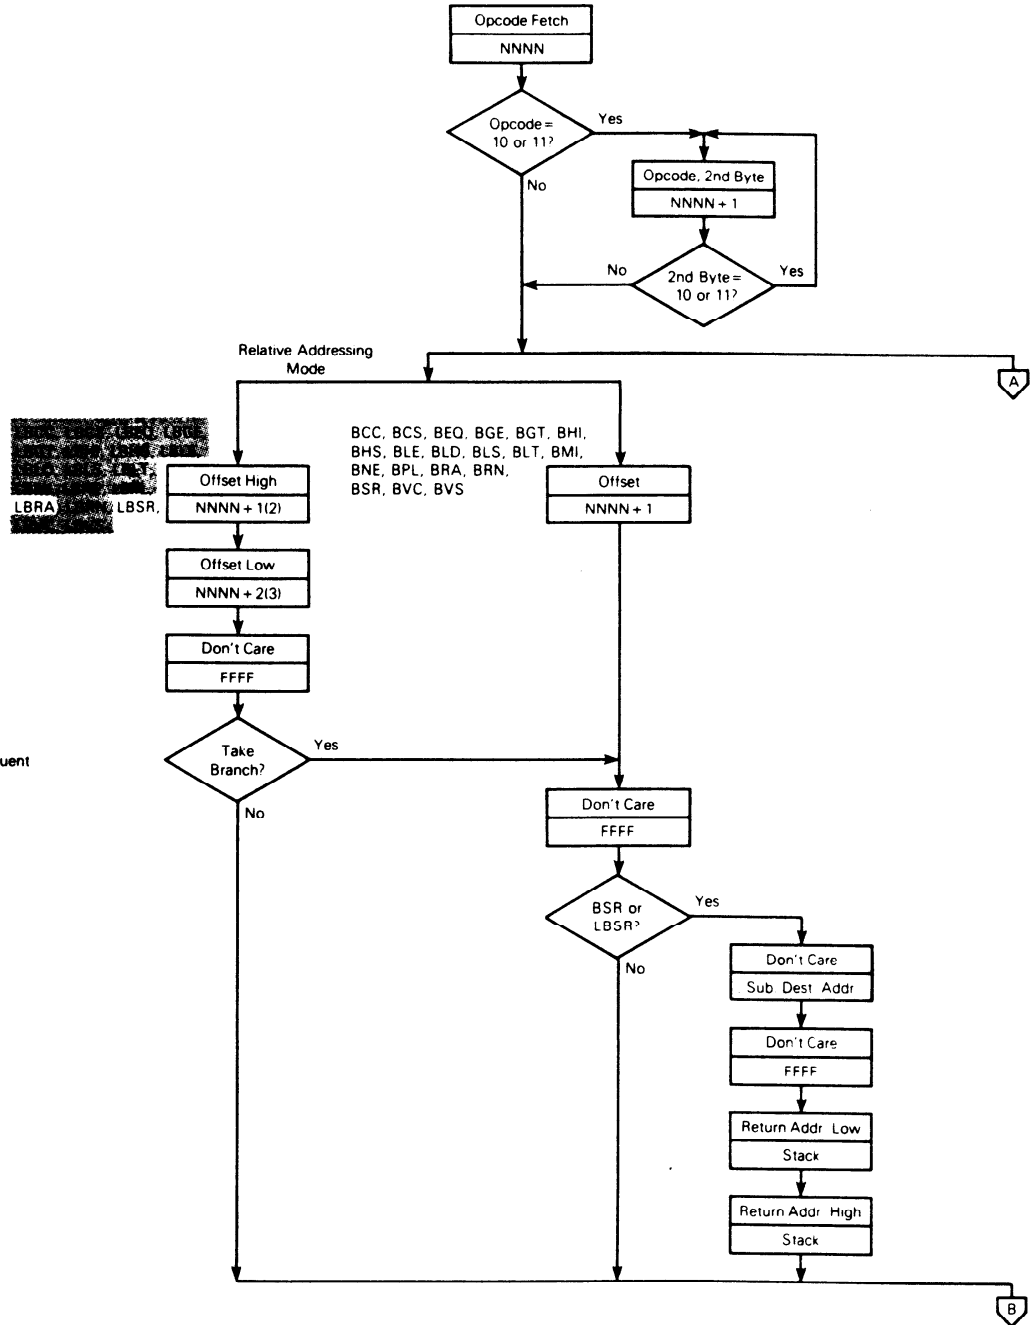 Opcode Fetch
NNNN
Opcode =
10 or 11?
Yes
No
Opcode, 2nd Byte
NNNN + 1
2nd Byte =
10 or 11?
No
Yes
Relative Addressing
Mode
A
BCC, BCS, BEQ, BGE, BGT, BHI,
BHS, BLE, BLD, BLS, BLT, BMI,
BNE, BPL, BRA, BRN,
BSR, BVC, BVS
LBRA
LBSR,
Offset High
NNNN + 1(2)
Offset
NNNN + 1
Offset Low
NNNN + 2(3)
Don't Care
FFFF
uent
Take
Branch?
Yes
No
Don't Care
FFFF
BSR or
LBSR?
Yes
No
Don't Care
Sub. Dest. Addr.
Don't Care
FFFF
Return Addr. Low
Stack
Return Addr. High
Stack
B